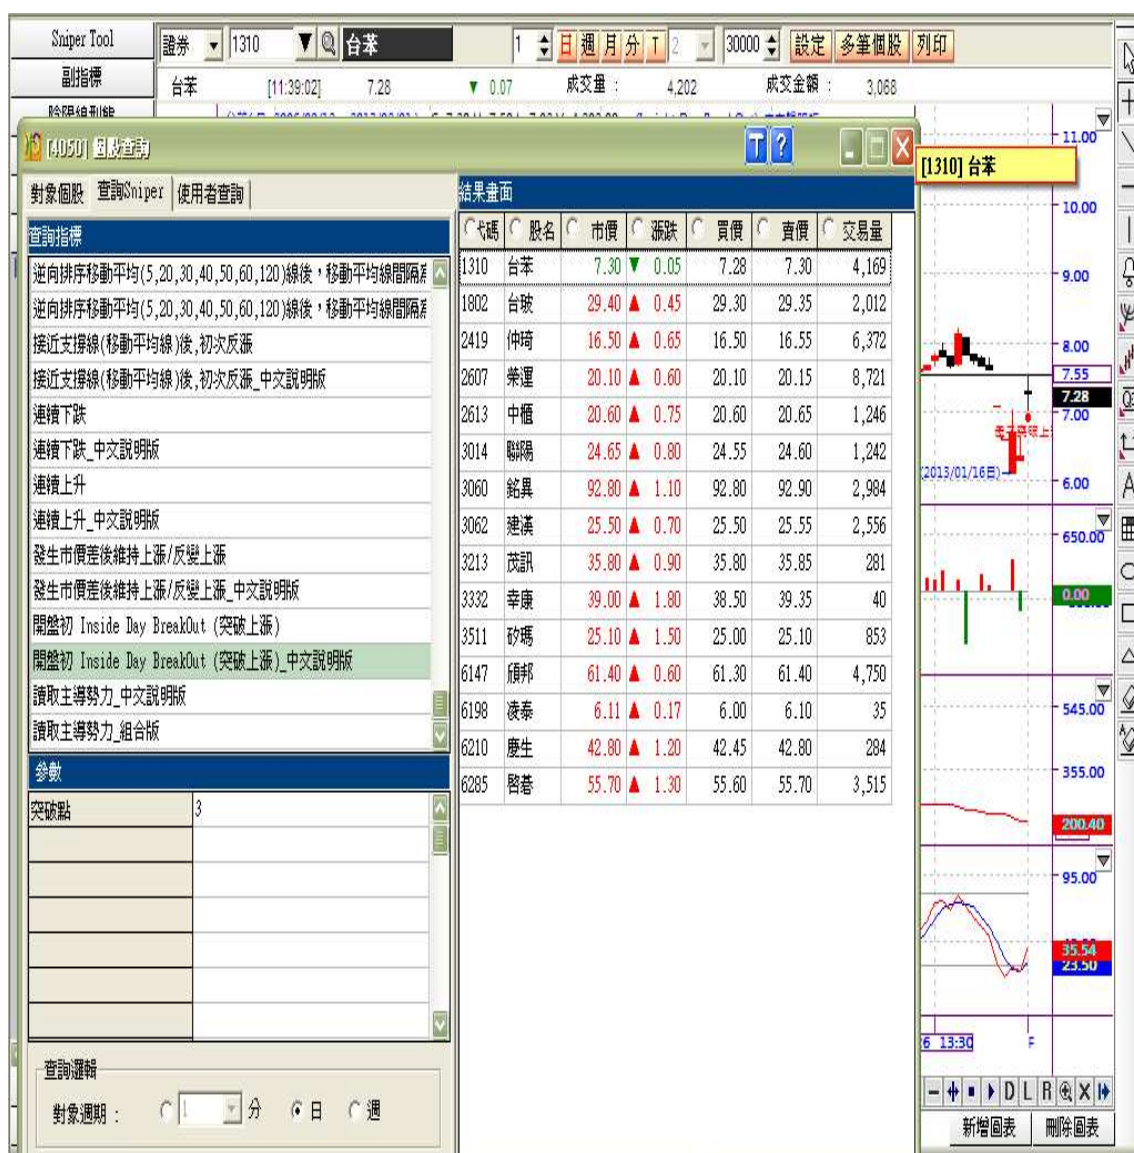 Sniper Tool
證券 1310 台苯 1 日 週 月 分 T 2 30000 設定 多筆個股 列印
副指標
台苯 [11:39:02] 7.28 ▼ 0.07 成交量 : 4,202 成交金額 : 3,068
陰陽線型態
[4050] 個股查詢 T ?
[1310] 台苯
對象個股 查詢Sniper 使用者查詢
查詢指標
逆向排序移動平均(5,20,30,40,50,60,120)線後，移動平均線間隔
逆向排序移動平均(5,20,30,40,50,60,120)線後，移動平均線間隔
接近支撐線(移動平均線)後,初次反漲
接近支撐線(移動平均線)後,初次反漲_中文說明版
連續下跌
連續下跌_中文說明版
連續上升
連續上升_中文說明版
發生市價差後維持上漲/反變上漲
發生市價差後維持上漲/反變上漲_中文說明版
開盤初 Inside Day BreakOut (突破上漲)
開盤初 Inside Day BreakOut (突破上漲)_中文說明版
讀取主導勢力_中文說明版
讀取主導勢力_組合版
參數
突破點 3
查詢邏輯
對象週期 : 1 分 日 週
結果畫面
代碼 股名 市價 漲跌 買價 賣價 交易量
1310 台苯 7.30 ▼ 0.05 7.28 7.30 4,169
1802 台玻 29.40 ▲ 0.45 29.30 29.35 2,012
2419 仲琦 16.50 ▲ 0.65 16.50 16.55 6,372
2607 榮運 20.10 ▲ 0.60 20.10 20.15 8,721
2613 中櫃 20.60 ▲ 0.75 20.60 20.65 1,246
3014 聯陽 24.65 ▲ 0.80 24.55 24.60 1,242
3060 銘異 92.80 ▲ 1.10 92.80 92.90 2,984
3062 建漢 25.50 ▲ 0.70 25.50 25.55 2,556
3213 茂訊 35.80 ▲ 0.90 35.80 35.85 281
3332 幸康 39.00 ▲ 1.80 38.50 39.35 40
3511 矽瑪 25.10 ▲ 1.50 25.00 25.10 853
6147 頎邦 61.40 ▲ 0.60 61.30 61.40 4,750
6198 凌泰 6.11 ▲ 0.17 6.00 6.10 35
6210 慶生 42.80 ▲ 1.20 42.45 42.80 284
6285 啓碁 55.70 ▲ 1.30 55.60 55.70 3,515
11.00
10.00
9.00
8.00
7.55
7.28
7.00
(2013/01/16日)
6.00
650.00
0.00
545.00
355.00
200.40
95.00
35.54
23.50
6 13:30 F
D L R X
新增圖表 刪除圖表